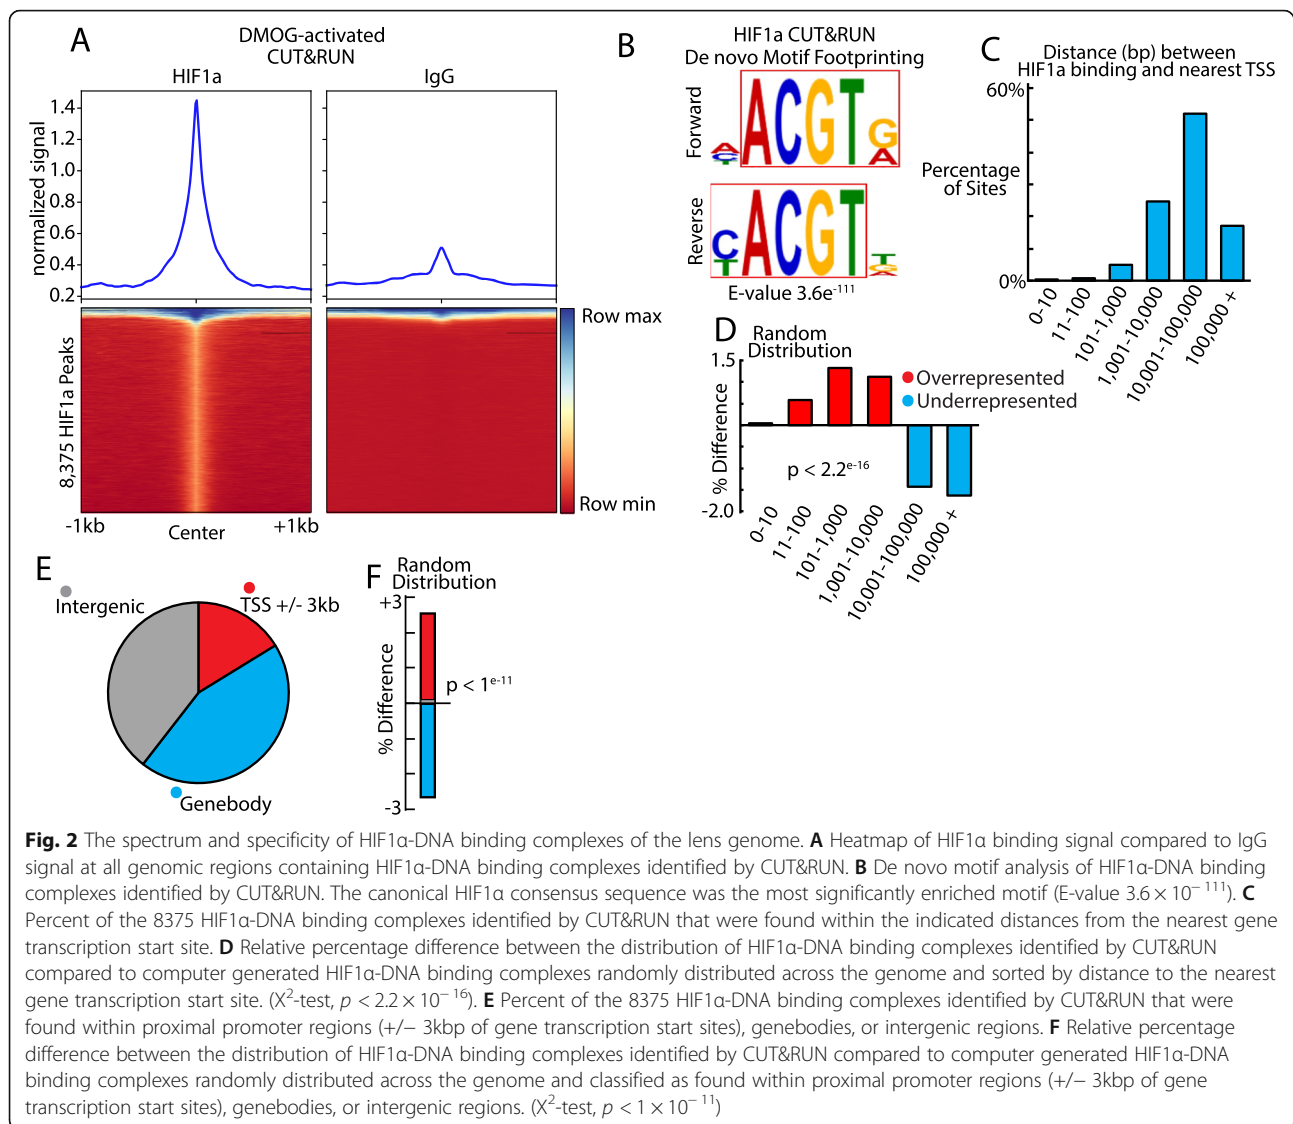 A
DMOG-activated
CUT&RUN
HIF1a
IgG
normalized signal
1.4
1.2
1.0
0.8
0.6
0.4
0.2
8,375 HIF1a Peaks
Row max
Row min
-1kb
Center
+1kb
B
HIF1a CUT&RUN
De novo Motif Footprinting
Forward
A
C
T
ACGT
G
A
Reverse
C
T
ACGT
T
G
A
E-value 3.6e-111
C
Distance (bp) between
HIF1a binding and nearest TSS
60%
Percentage
of Sites
0%
0-10
11-100
101-1,000
1,001-10,000
10,001-100,000
100,000 +
D
Random
Distribution
1.5
% Difference
-2.0
Overrepresented
Underrepresented
p < 2.2e-16
0-10
11-100
101-1,000
1,001-10,000
10,001-100,000
100,000 +
E
Intergenic
TSS +/- 3kb
Genebody
F
Random
Distribution
+3
% Difference
-3
p < 1e-11
Fig. 2 The spectrum and specificity of HIF1α-DNA binding complexes of the lens genome. A Heatmap of HIF1α binding signal compared to IgG
signal at all genomic regions containing HIF1α-DNA binding complexes identified by CUT&RUN. B De novo motif analysis of HIF1α-DNA binding
complexes identified by CUT&RUN. The canonical HIF1α consensus sequence was the most significantly enriched motif (E-value 3.6 × 10− 111). C
Percent of the 8375 HIF1α-DNA binding complexes identified by CUT&RUN that were found within the indicated distances from the nearest gene
transcription start site. D Relative percentage difference between the distribution of HIF1α-DNA binding complexes identified by CUT&RUN
compared to computer generated HIF1α-DNA binding complexes randomly distributed across the genome and sorted by distance to the nearest
gene transcription start site. (X2-test, p < 2.2 × 10− 16). E Percent of the 8375 HIF1α-DNA binding complexes identified by CUT&RUN that were
found within proximal promoter regions (+/− 3kbp of gene transcription start sites), genebodies, or intergenic regions. F Relative percentage
difference between the distribution of HIF1α-DNA binding complexes identified by CUT&RUN compared to computer generated HIF1α-DNA
binding complexes randomly distributed across the genome and classified as found within proximal promoter regions (+/− 3kbp of gene
transcription start sites), genebodies, or intergenic regions. (X2-test, p < 1 × 10− 11)